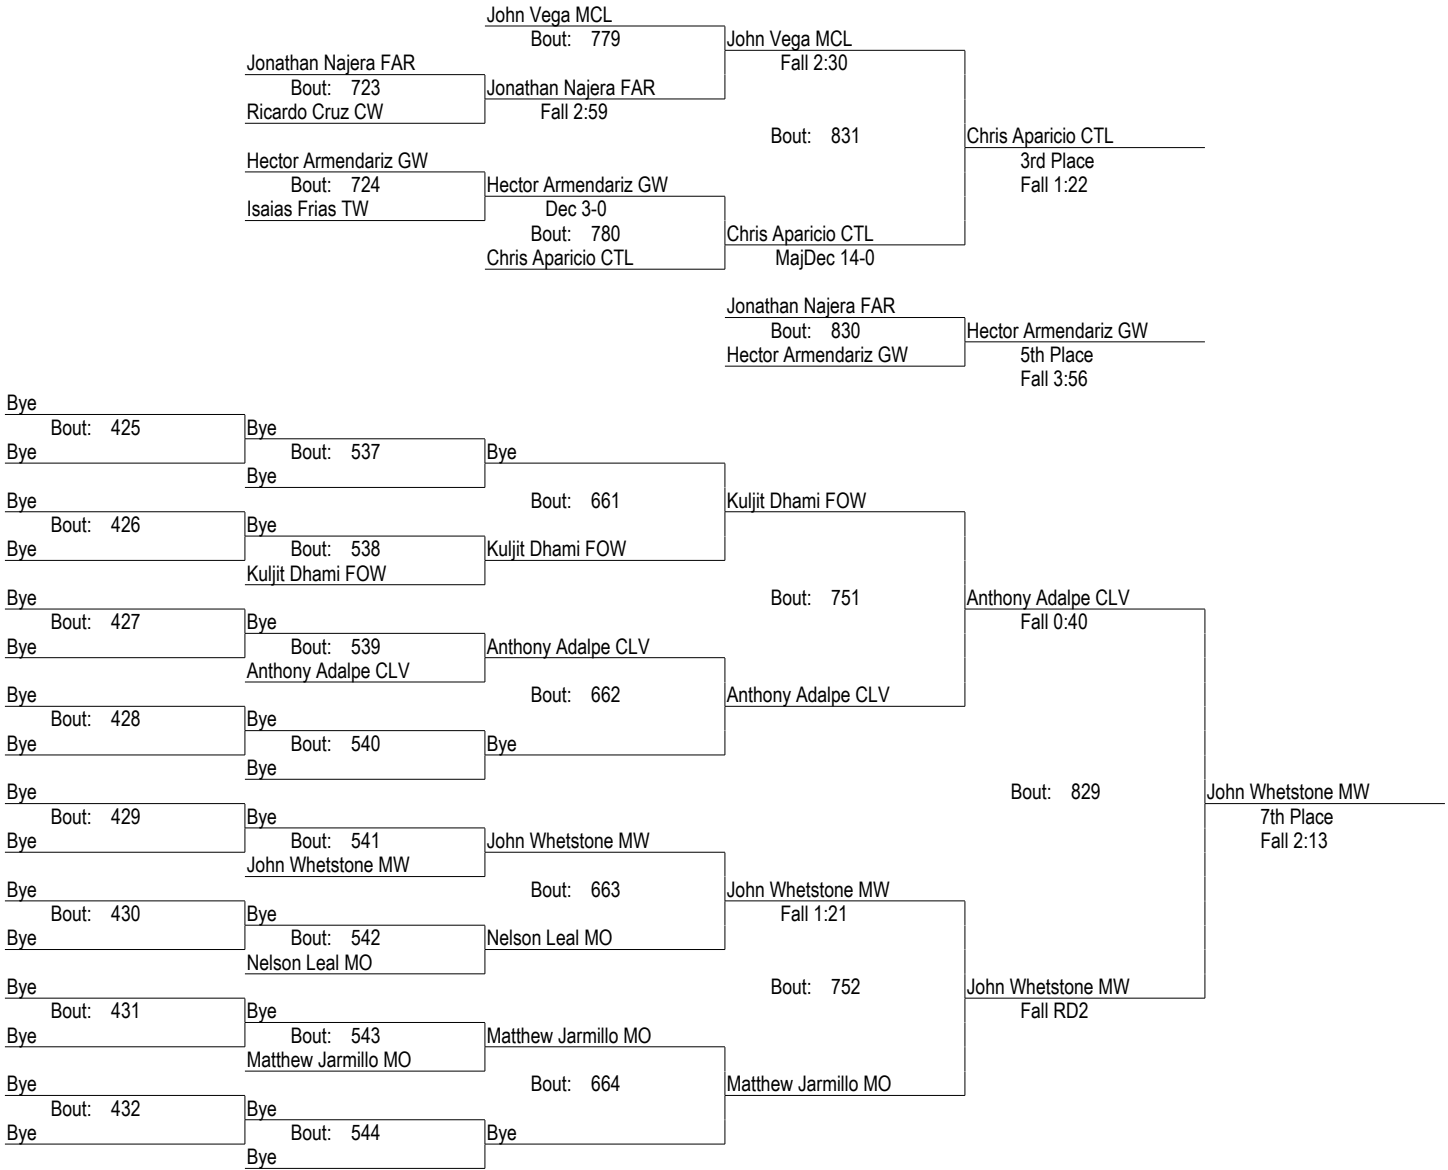 John Vega MCL
Bout: 779
John Vega MCL
Jonathan Najera FAR
Fall 2:30
Bout: 723
Jonathan Najera FAR
Ricardo Cruz CW
Fall 2:59
Bout: 831
Chris Aparicio CTL
Hector Armendariz GW
3rd Place
Bout: 724
Hector Armendariz GW
Fall 1:22
Isaias Frias TW
Dec 3-0
Bout: 780
Chris Aparicio CTL
Chris Aparicio CTL
MajDec 14-0
Jonathan Najera FAR
Bout: 830
Hector Armendariz GW
Hector Armendariz GW
5th Place
Fall 3:56
Bye
Bout: 425
Bye
Bye
Bout: 537
Bye
Bye
Bye
Bout: 661
Kuljit Dhami FOW
Bout: 426
Bye
Bye
Bout: 538
Kuljit Dhami FOW
Kuljit Dhami FOW
Bye
Bout: 751
Anthony Adalpe CLV
Bout: 427
Bye
Fall 0:40
Bye
Bout: 539
Anthony Adalpe CLV
Anthony Adalpe CLV
Bye
Bout: 662
Anthony Adalpe CLV
Bout: 428
Bye
Bye
Bout: 540
Bye
Bye
Bye
Bout: 829
John Whetstone MW
Bout: 429
Bye
7th Place
Bye
Bout: 541
John Whetstone MW
Fall 2:13
John Whetstone MW
Bye
Bout: 663
John Whetstone MW
Bout: 430
Bye
Fall 1:21
Bye
Bout: 542
Nelson Leal MO
Nelson Leal MO
Bye
Bout: 752
John Whetstone MW
Bout: 431
Bye
Fall RD2
Bye
Bout: 543
Matthew Jarmillo MO
Matthew Jarmillo MO
Bye
Bout: 664
Matthew Jarmillo MO
Bout: 432
Bye
Bye
Bout: 544
Bye
Bye